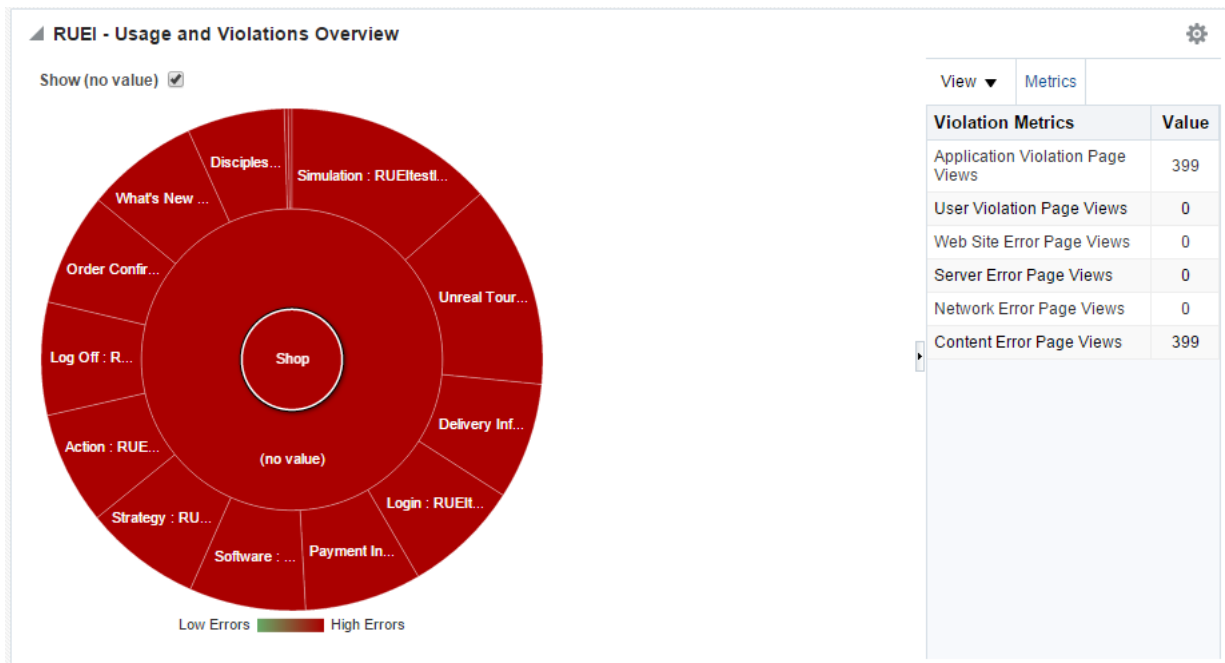 RUEI - Usage and Violations Overview
Show (no value)
View
Metrics
Violation Metrics Value
Application Violation Page
Views
399
User Violation Page Views 0
Web Site Error Page Views 0
Server Error Page Views 0
Network Error Page Views 0
Content Error Page Views 399
Disciples...
Simulation : RUEItestI...
What's New ...
Order Confir...
Unreal Tour...
Log Off : R...
Shop
Delivery Inf...
Action : RUE...
(no value)
Login : RUEIt...
Strategy : RU...
Software : ...
Payment In...
Low Errors High Errors